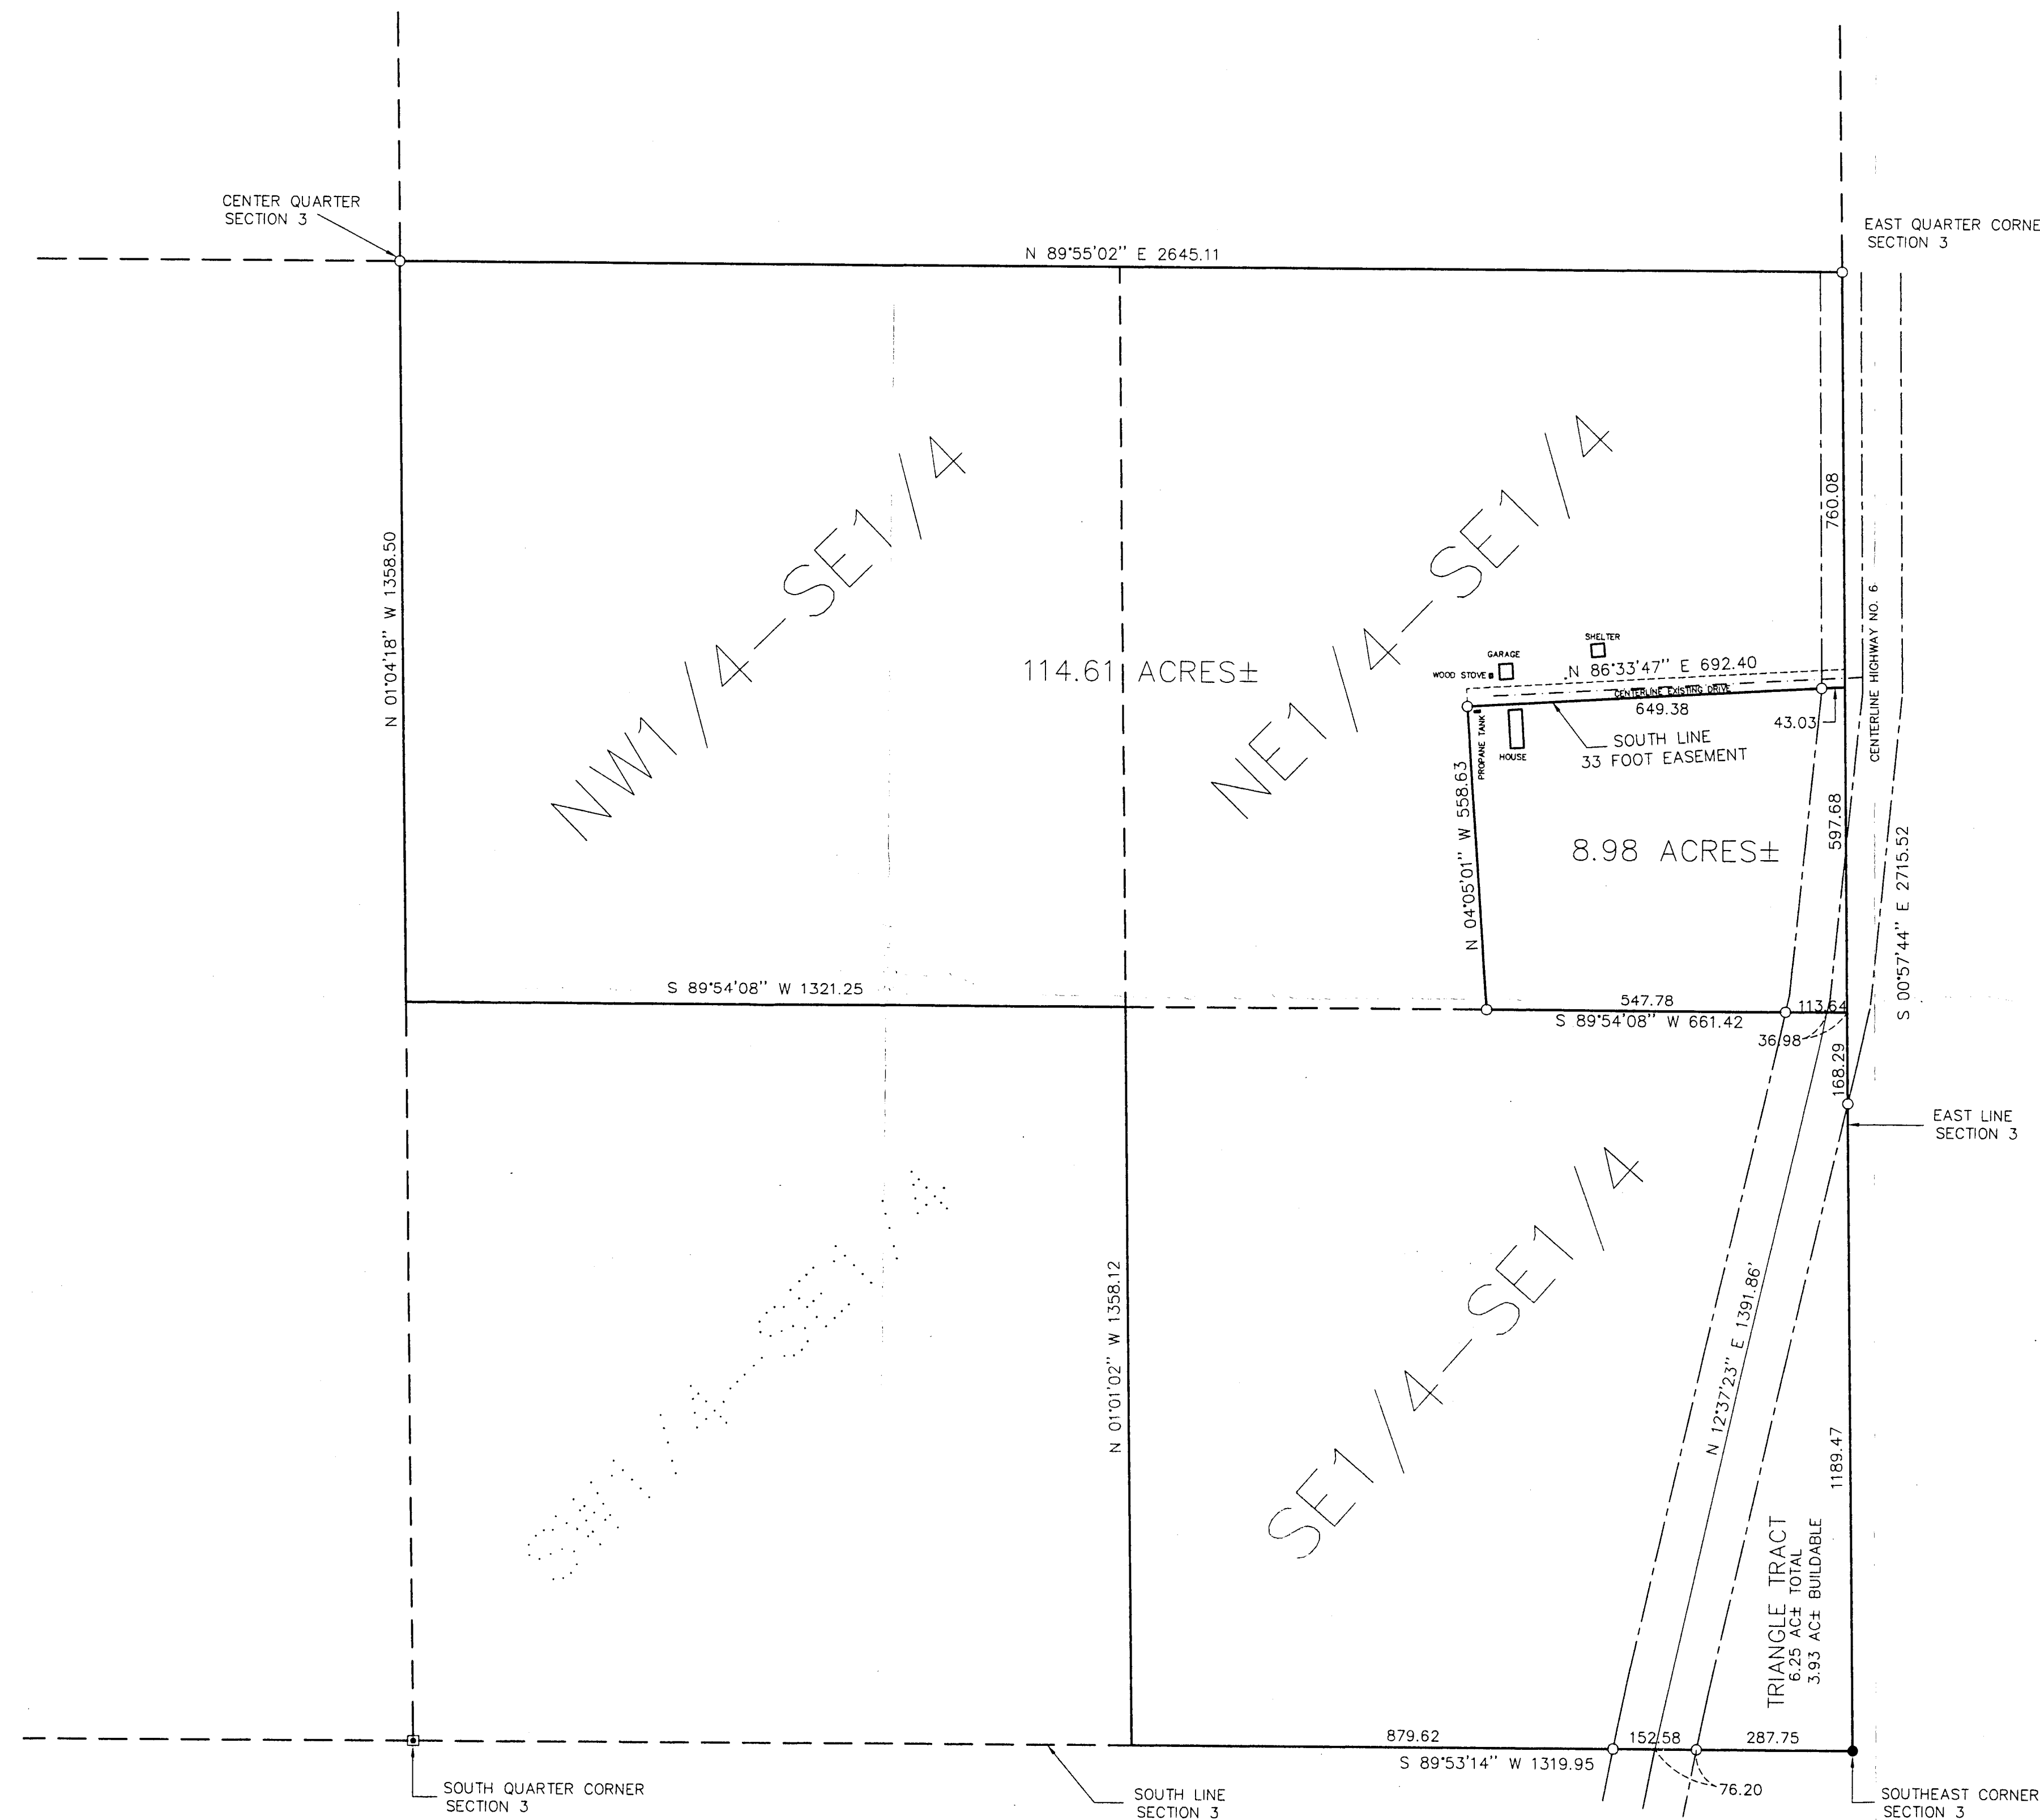 CENTER QUARTER
SECTION 3
EAST QUARTER CORNE
SECTION 3
N 89°55'02" E 2645.11
N 01°04'18" W 1358.50
NW1/4-SE1/4
NE1/4-SE1/4
114.61 ACRES±
760.08
CENTERLINE HIGHWAY NO. 6
SHELTER
GARAGE
WOOD STOVE
N 86°33'47" E 692.40
CENTERLINE EXISTING DRIVE
649.38
43.03
SOUTH LINE
33 FOOT EASEMENT
PROPANE TANK
HOUSE
N 04°05'01" W 558.63
597.68
8.98 ACRES±
S 00°57'44" E 2715.52
S 89°54'08" W 1321.25
547.78
113.64
S 89°54'08" W 661.42
36.98
168.29
EAST LINE
SECTION 3
SW1/4-SE1/4
SE1/4-SE1/4
N 01°01'02" W 1358.12
N 12°37'23" E 1391.86'
1189.47
TRIANGLE TRACT
6.25 AC± TOTAL
3.93 AC± BUILDABLE
879.62
152.58
287.75
S 89°53'14" W 1319.95
76.20
SOUTH QUARTER CORNER
SECTION 3
SOUTH LINE
SECTION 3
SOUTHEAST CORNER
SECTION 3